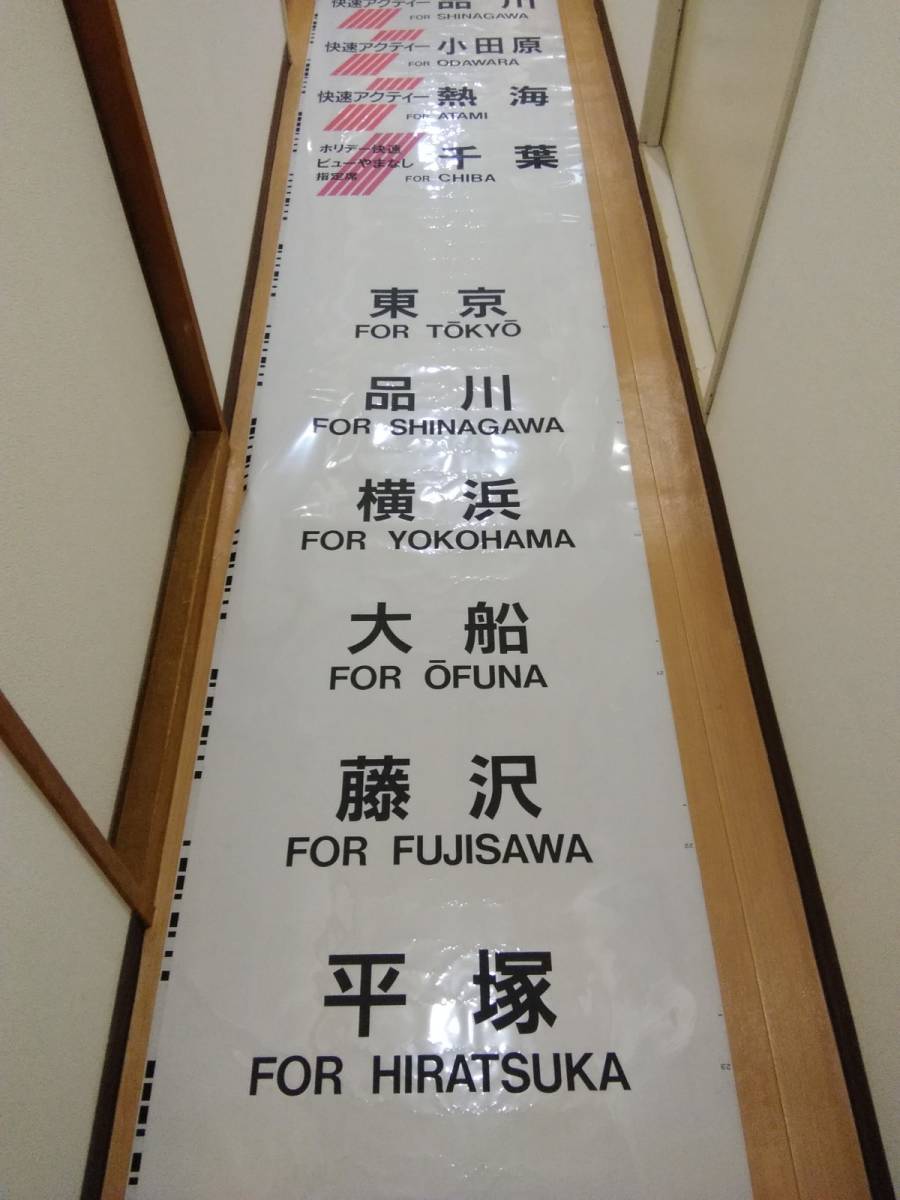 快速アクティー 品川
FOR SHINAGAWA
快速アクティー 小田原
FOR ODAWARA
快速アクティー 熱海
FOR ATAMI
ホリデー快速
ビューやまなし
指定席
千葉
FOR CHIBA
東京
FOR TŌKYŌ
品川
FOR SHINAGAWA
横浜
FOR YOKOHAMA
大船
FOR ŌFUNA
藤沢
FOR FUJISAWA
22
平塚
FOR HIRATSUKA
23